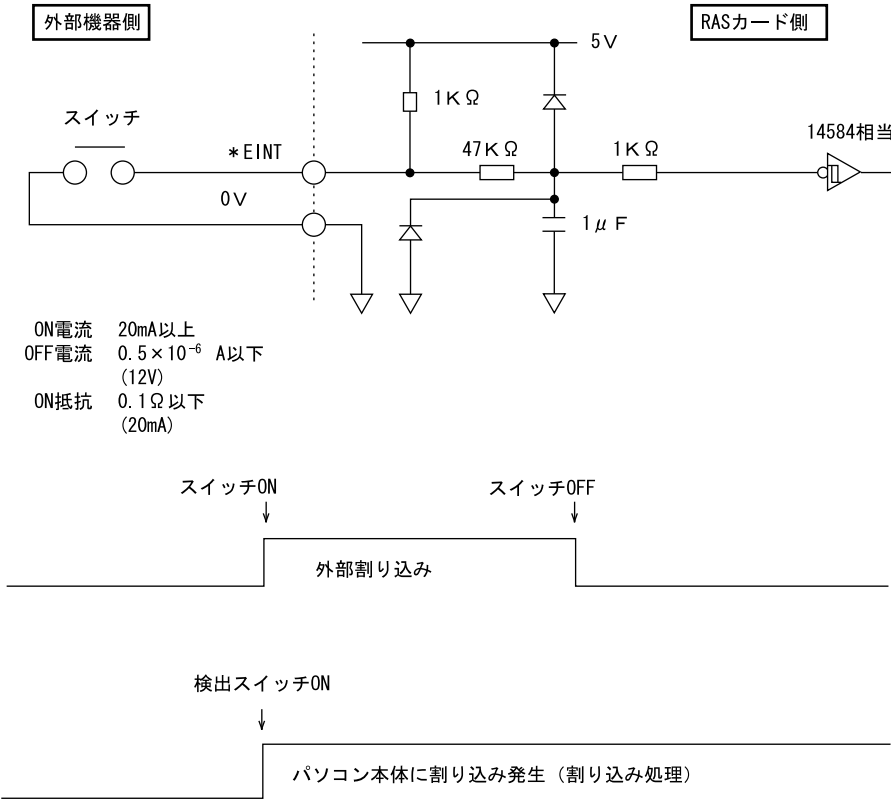 外部機器側
RASカード側
5V
1KΩ
スイッチ
14584相当
*EINT
47KΩ
1KΩ
0V
1μF
ON電流 20mA以上
OFF電流 0.5×10⁻⁶ A以下
(12V)
ON抵抗 0.1Ω以下
(20mA)
スイッチON
スイッチOFF
外部割り込み
検出スイッチON
パソコン本体に割り込み発生（割り込み処理）